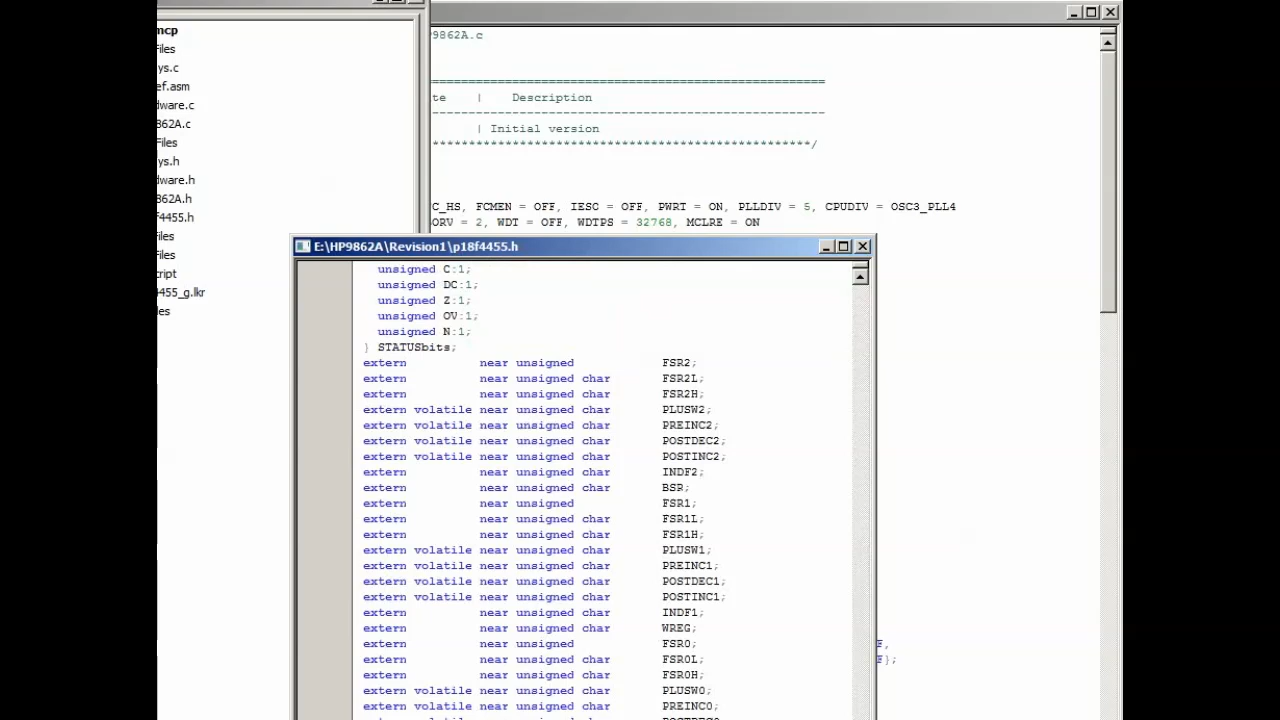 mcp
Files
ys.c
ef.asm
dware.c
862A.c
Files
ys.h
dware.h
862A.h
f4455.h
Files
Files
cript
4455_g.lkr
les
P9862A.c
======================================================
te | Description
------------------------------------------------------
| Initial version
*****************************************************/
C_HS, FCMEN = OFF, IESC = OFF, PWRT = ON, PLLDIV = 5, CPUDIV = OSC3_PLL4
ORV = 2, WDT = OFF, WDTPS = 32768, MCLRE = ON
E:\HP9862A\Revision1\p18f4455.h
unsigned C:1;
unsigned DC:1;
unsigned Z:1;
unsigned OV:1;
unsigned N:1;
} STATUSbits;
extern near unsigned FSR2;
extern near unsigned char FSR2L;
extern near unsigned char FSR2H;
extern volatile near unsigned char PLUSW2;
extern volatile near unsigned char PREINC2;
extern volatile near unsigned char POSTDEC2;
extern volatile near unsigned char POSTINC2;
extern near unsigned char INDF2;
extern near unsigned char BSR;
extern near unsigned FSR1;
extern near unsigned char FSR1L;
extern near unsigned char FSR1H;
extern volatile near unsigned char PLUSW1;
extern volatile near unsigned char PREINC1;
extern volatile near unsigned char POSTDEC1;
extern volatile near unsigned char POSTINC1;
extern near unsigned char INDF1;
extern near unsigned char WREG;
extern near unsigned FSR0;
extern near unsigned char FSR0L;
extern near unsigned char FSR0H;
extern volatile near unsigned char PLUSW0;
extern volatile near unsigned char PREINC0;
F,
F};